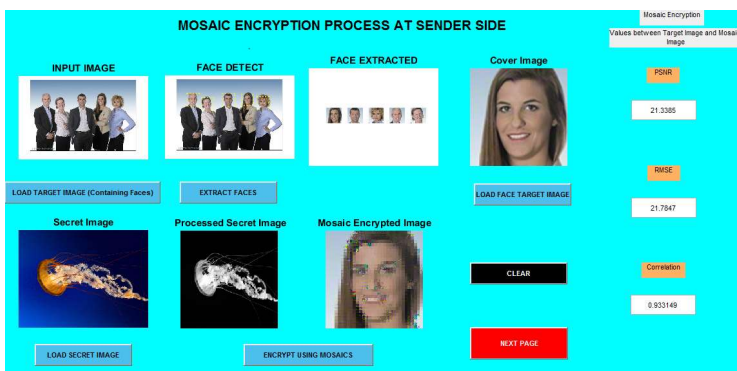 MOSAIC ENCRYPTION PROCESS AT SENDER SIDE
Mosaic Encryption
Values between Target Image and Mosaic
Image
INPUT IMAGE
FACE DETECT
FACE EXTRACTED
Cover Image
PSNR
21.3385
LOAD TARGET IMAGE (Containing Faces)
EXTRACT FACES
LOAD FACE TARGET IMAGE
RMSE
21.7847
Secret Image
Processed Secret Image
Mosaic Encrypted Image
CLEAR
Correlation
0.933149
NEXT PAGE
LOAD SECRET IMAGE
ENCRYPT USING MOSAICS